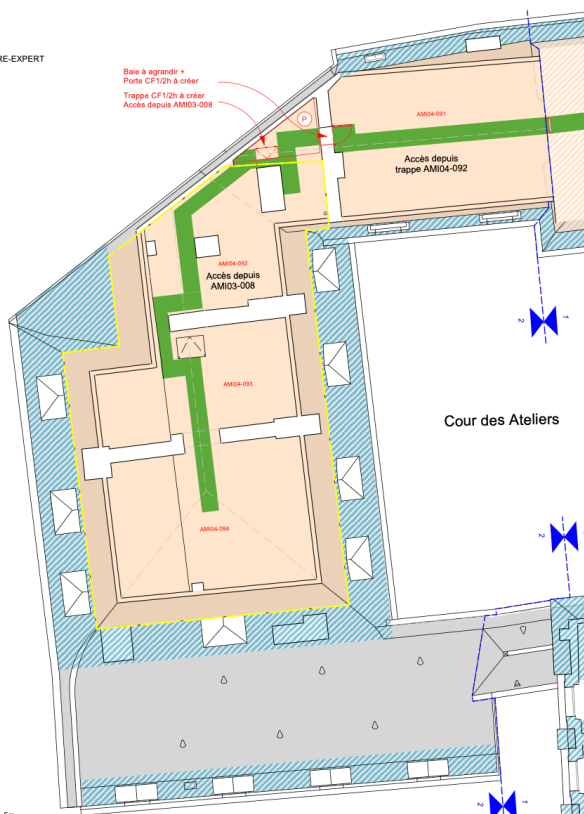 RE-EXPERT
Baie à agrandir +
Porte CF1/2h à créer
Trappe CF1/2h à créer
Accès depuis AMI03-008
P
AMI04-091
Accès depuis
trappe AMI04-092
AMI04-092
Accès depuis
AMI03-008
2
1
AMI04-093
Cour des Ateliers
AMI04-094
2
1
2
1
5m